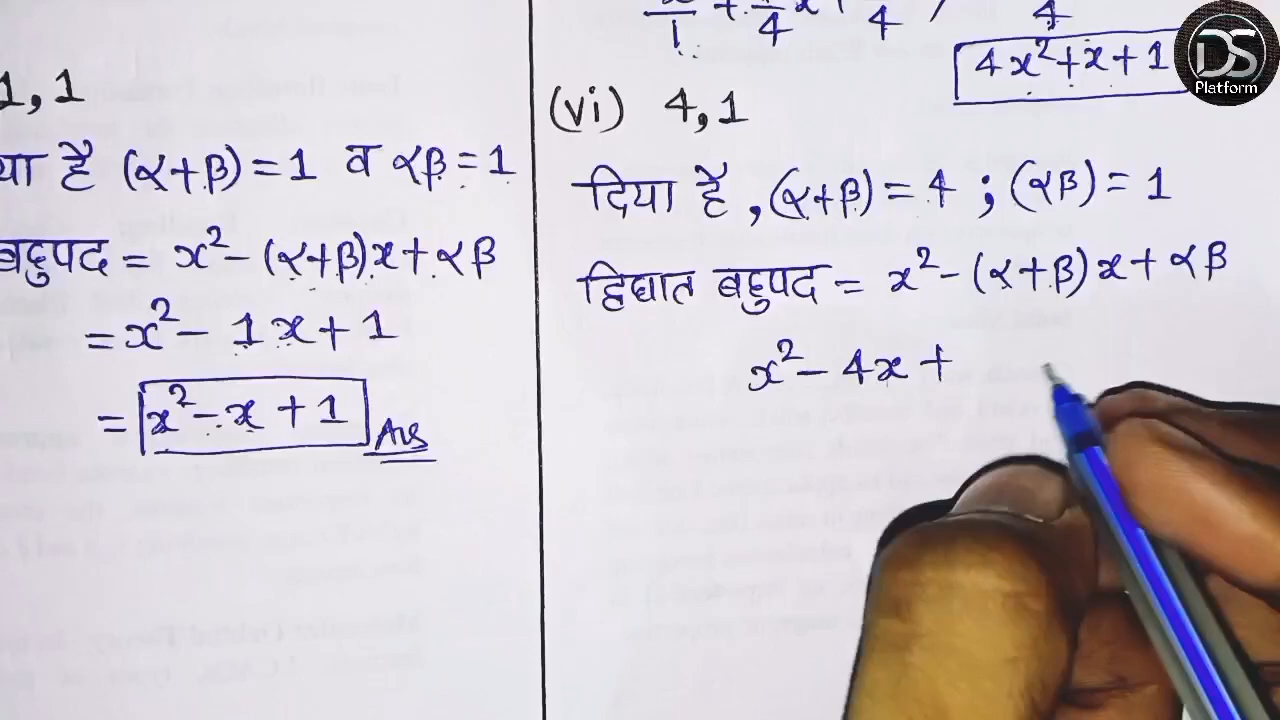 1, 1
या है (α+β) = 1 व αβ = 1
बहुपद = x² - (α+β)x + αβ
= x² - 1x + 1
= x² - x + 1 Ans
4
4x² + x + 1
(vi) 4, 1
दिया है, (α+β) = 4 ; (αβ) = 1
द्विघात बहुपद = x² - (α+β)x + αβ
x² - 4x +
DS
Platform